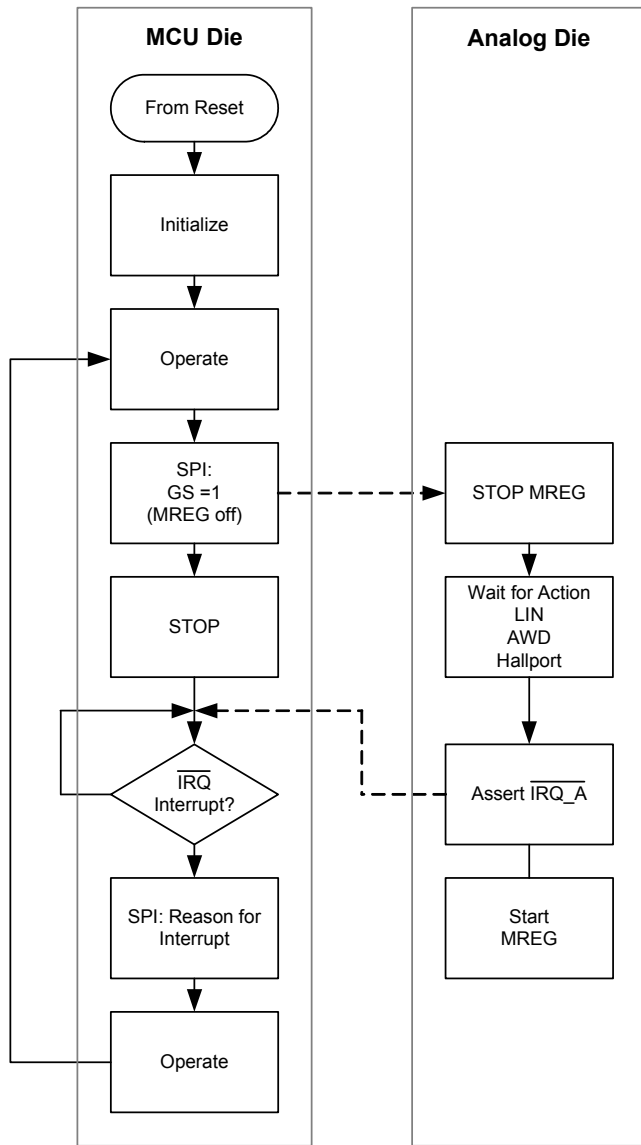 MCU Die
From Reset
Initialize
Operate
SPI:
GS =1
(MREG off)
STOP
IRQ
Interrupt?
SPI: Reason for
Interrupt
Operate
Analog Die
STOP MREG
Wait for Action
LIN
AWD
Hallport
Assert IRQ_A
Start
MREG